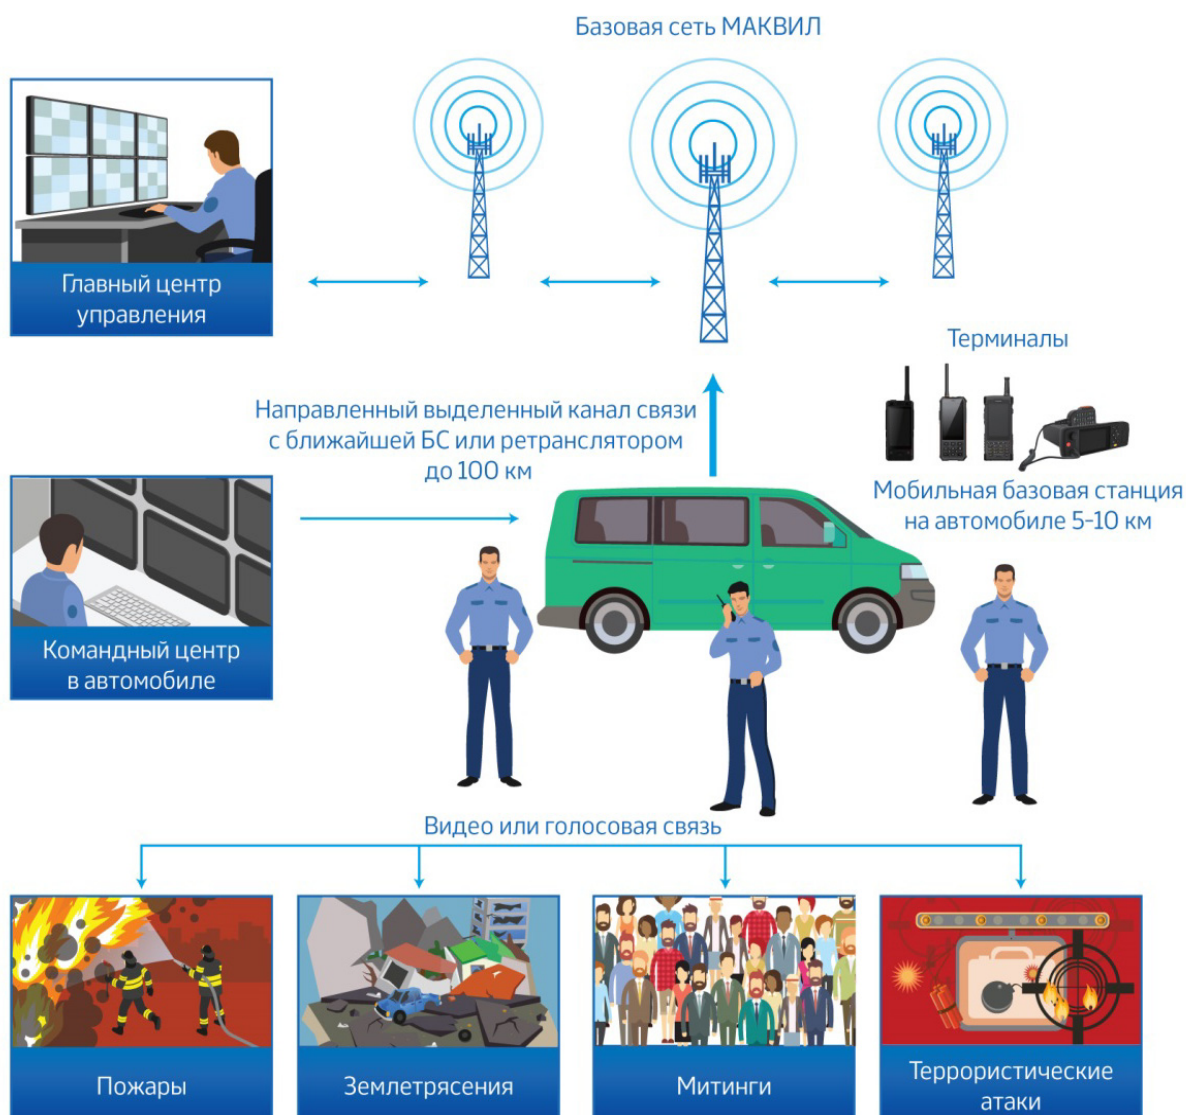 Базовая сеть МАКВИЛ
Главный центр
управления
Терминалы
Направленный выделенный канал связи
с ближайшей БС или ретранслятором
до 100 км
Мобильная базовая станция
на автомобиле 5-10 км
Командный центр
в автомобиле
Видео или голосовая связь
Пожары
Землетрясения
Митинги
Террористические
атаки